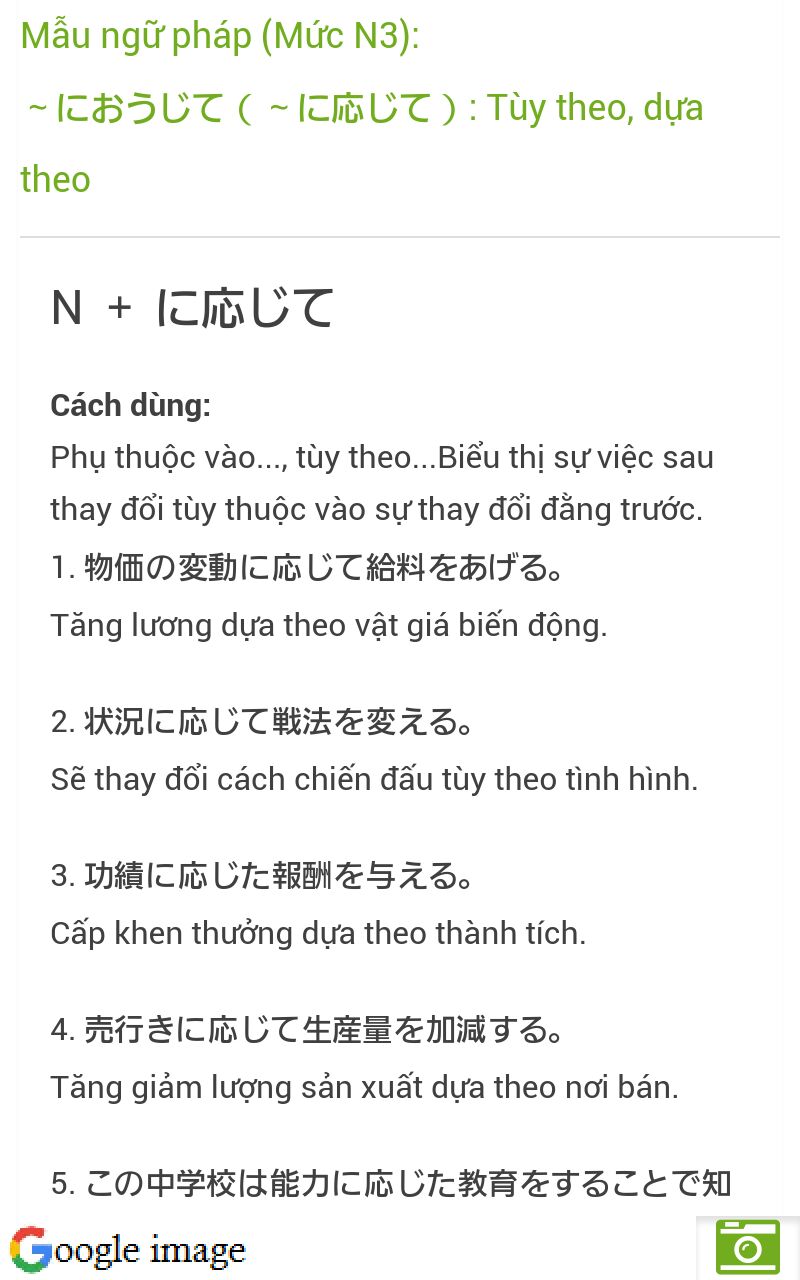 Mẫu ngữ pháp (Mức N3):
~におうじて（ ~に応じて）: Tùy theo, dựa
theo
N + に応じて
Cách dùng:
Phụ thuộc vào..., tùy theo...Biểu thị sự việc sau
thay đổi tùy thuộc vào sự thay đổi đằng trước.
1. 物価の変動に応じて給料をあげる。
Tăng lương dựa theo vật giá biến động.
2. 状況に応じて戦法を変える。
Sẽ thay đổi cách chiến đấu tùy theo tình hình.
3. 功績に応じた報酬を与える。
Cấp khen thưởng dựa theo thành tích.
4. 売行きに応じて生産量を加減する。
Tăng giảm lượng sản xuất dựa theo nơi bán.
5. この中学校は能力に応じた教育をすることで知
Google image